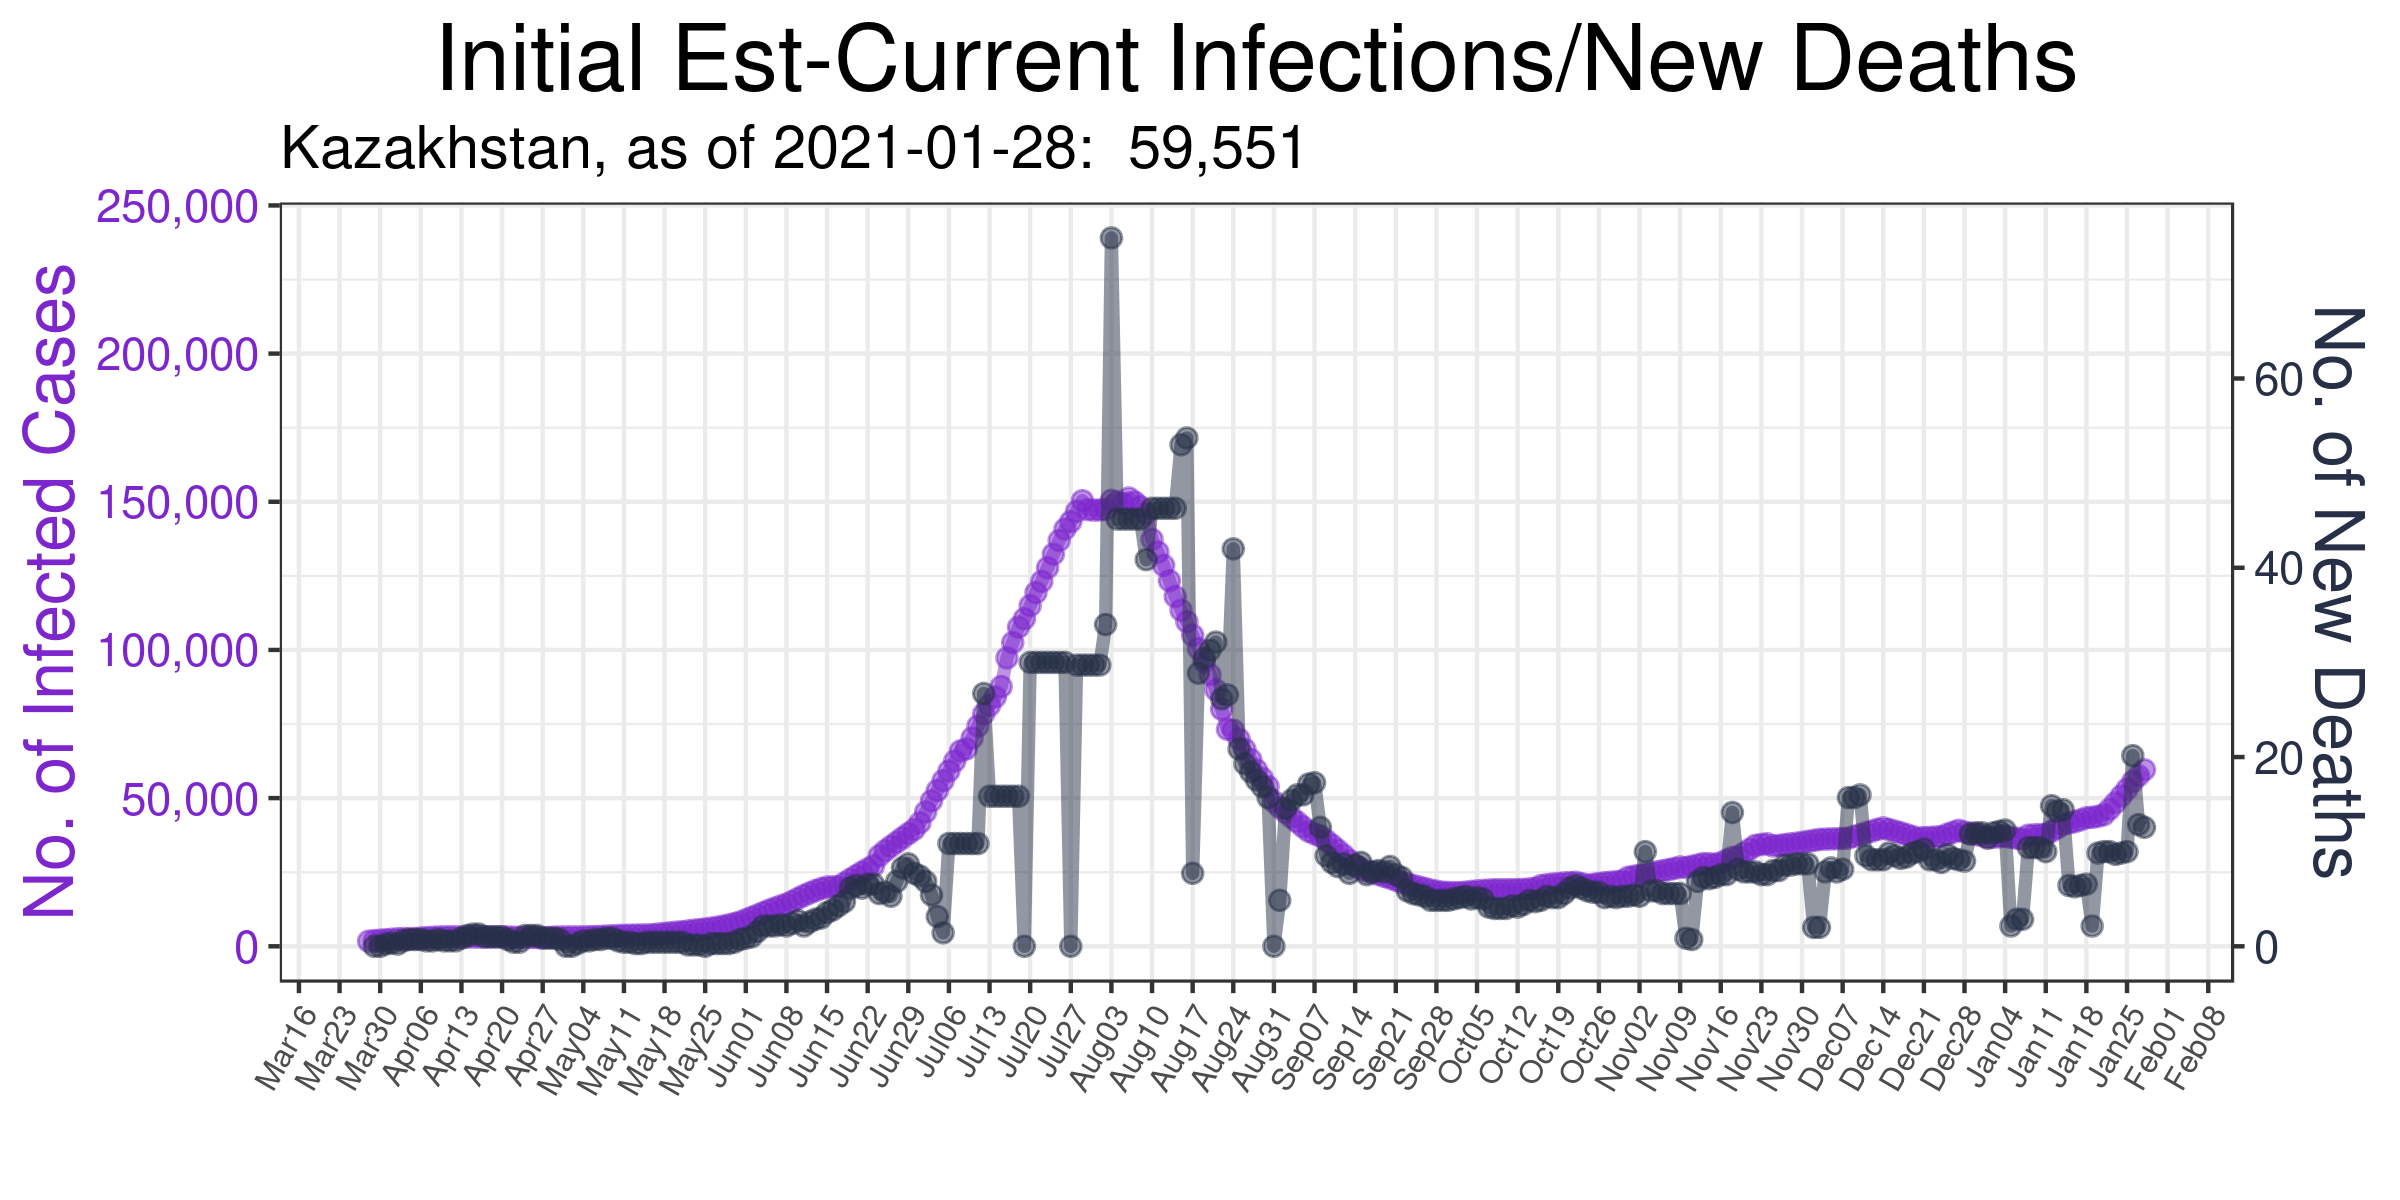 Initial Est-Current Infections/New Deaths
Kazakhstan, as of 2021-01-28:  59,551
No. of Infected Cases
250,000
200,000
150,000
100,000
50,000
0
60
40
20
0
No. of New Deaths
Mar16
Mar23
Mar30
Apr06
Apr13
Apr20
Apr27
May04
May11
May18
May25
Jun01
Jun08
Jun15
Jun22
Jun29
Jul06
Jul13
Jul20
Jul27
Aug03
Aug10
Aug17
Aug24
Aug31
Sep07
Sep14
Sep21
Sep28
Oct05
Oct12
Oct19
Oct26
Nov02
Nov09
Nov16
Nov23
Nov30
Dec07
Dec14
Dec21
Dec28
Jan04
Jan11
Jan18
Jan25
Feb01
Feb08